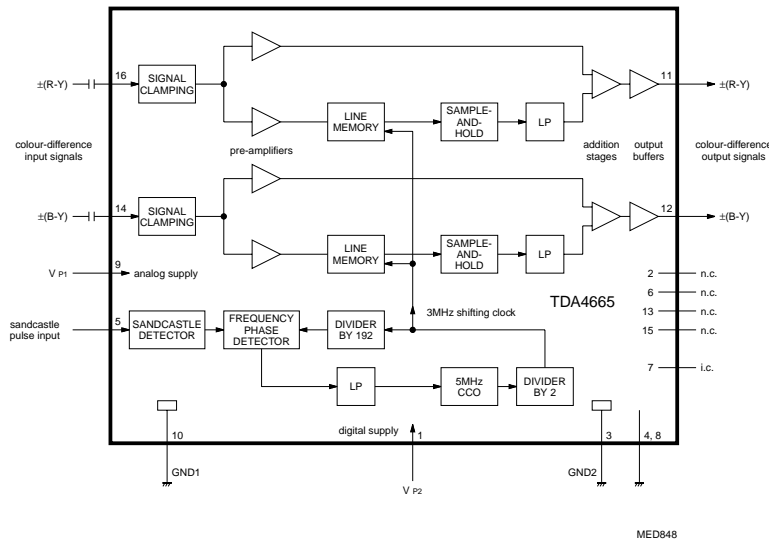 16
±(R-Y)
SIGNAL
CLAMPING
11
±(R-Y)
LINE
MEMORY
SAMPLE-
AND-
HOLD
LP
colour-difference
input signals
pre-amplifiers
addition
stages
output
buffers
colour-difference
output signals
14
±(B-Y)
SIGNAL
CLAMPING
12
±(B-Y)
LINE
MEMORY
SAMPLE-
AND-
HOLD
LP
9
V P1
analog supply
2
n.c.
6
n.c.
13
n.c.
15
n.c.
7
i.c.
TDA4665
3MHz shifting clock
sandcastle
pulse input
5
SANDCASTLE
DETECTOR
FREQUENCY
PHASE
DETECTOR
DIVIDER
BY 192
LP
5MHz
CCO
DIVIDER
BY 2
digital supply
10
1
3
4, 8
GND1
GND2
V P2
MED848